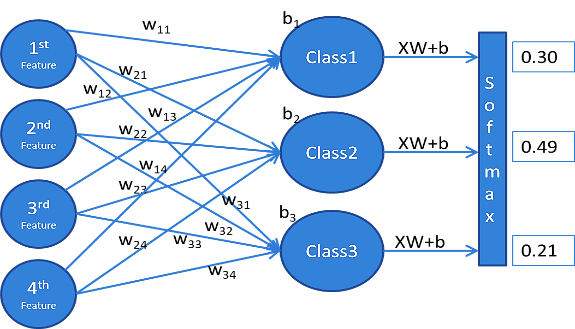 1st
Feature
2nd
Feature
3rd
Feature
4th
Feature
w11
w21
w12
w13
w22
w14
w23
w31
w32
w24
w33
w34
b1
Class1
b2
Class2
b3
Class3
XW+b
XW+b
XW+b
Softmax
0.30
0.49
0.21